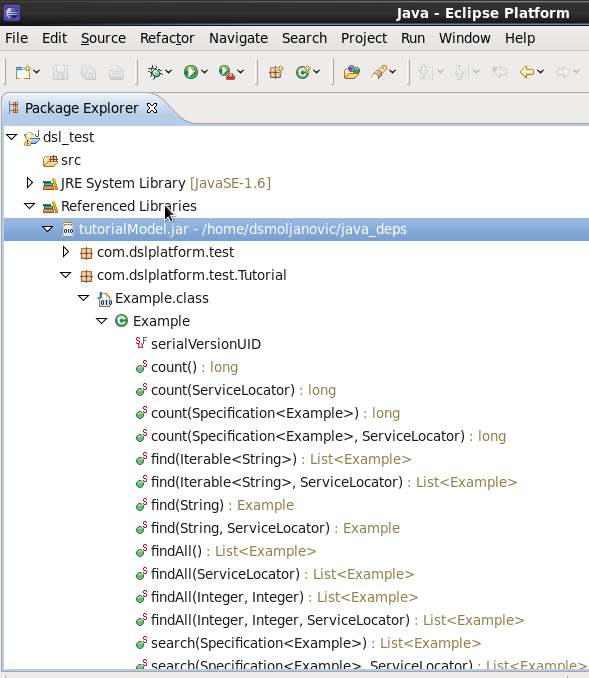 Java - Eclipse Platform
File Edit Source Refactor Navigate Search Project Run Window Help
Package Explorer
dsl_test
src
JRE System Library [JavaSE-1.6]
Referenced Libraries
tutorialModel.jar - /home/dsmoljanovic/java_deps
com.dslplatform.test
com.dslplatform.test.Tutorial
Example.class
Example
serialVersionUID
count() : long
count(ServiceLocator) : long
count(Specification<Example>) : long
count(Specification<Example>, ServiceLocator) : long
find(Iterable<String>) : List<Example>
find(Iterable<String>, ServiceLocator) : List<Example>
find(String) : Example
find(String, ServiceLocator) : Example
findAll() : List<Example>
findAll(ServiceLocator) : List<Example>
findAll(Integer, Integer) : List<Example>
findAll(Integer, Integer, ServiceLocator) : List<Example>
search(Specification<Example>) : List<Example>
search(Specification<Example>, ServiceLocator) : List<Example>